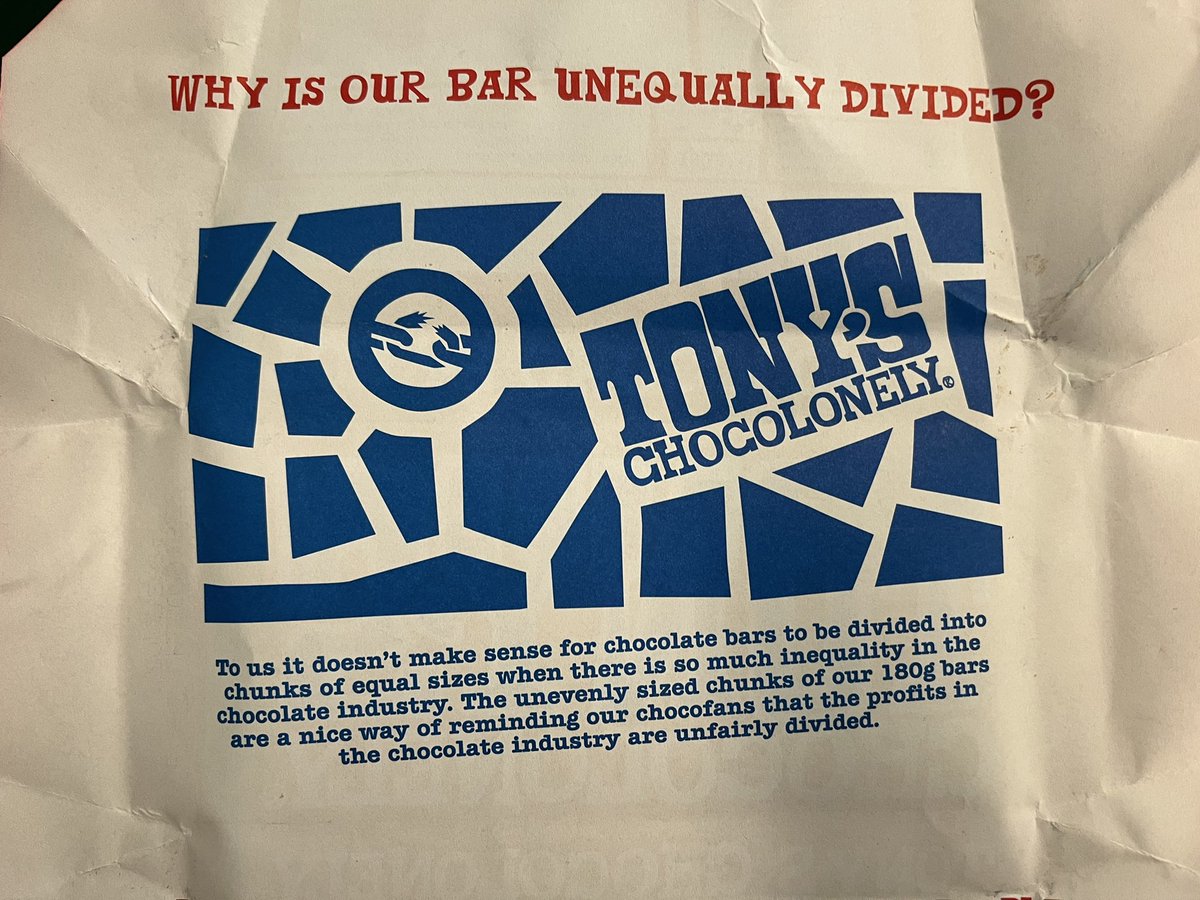 WHY IS OUR BAR UNEQUALLY DIVIDED?
TONY'S
CHOCOLONELY®
To us it doesn't make sense for chocolate bars to be divided into
chunks of equal sizes when there is so much inequality in the
chocolate industry. The unevenly sized chunks of our 180g bars
are a nice way of reminding our chocofans that the profits in
the chocolate industry are unfairly divided.